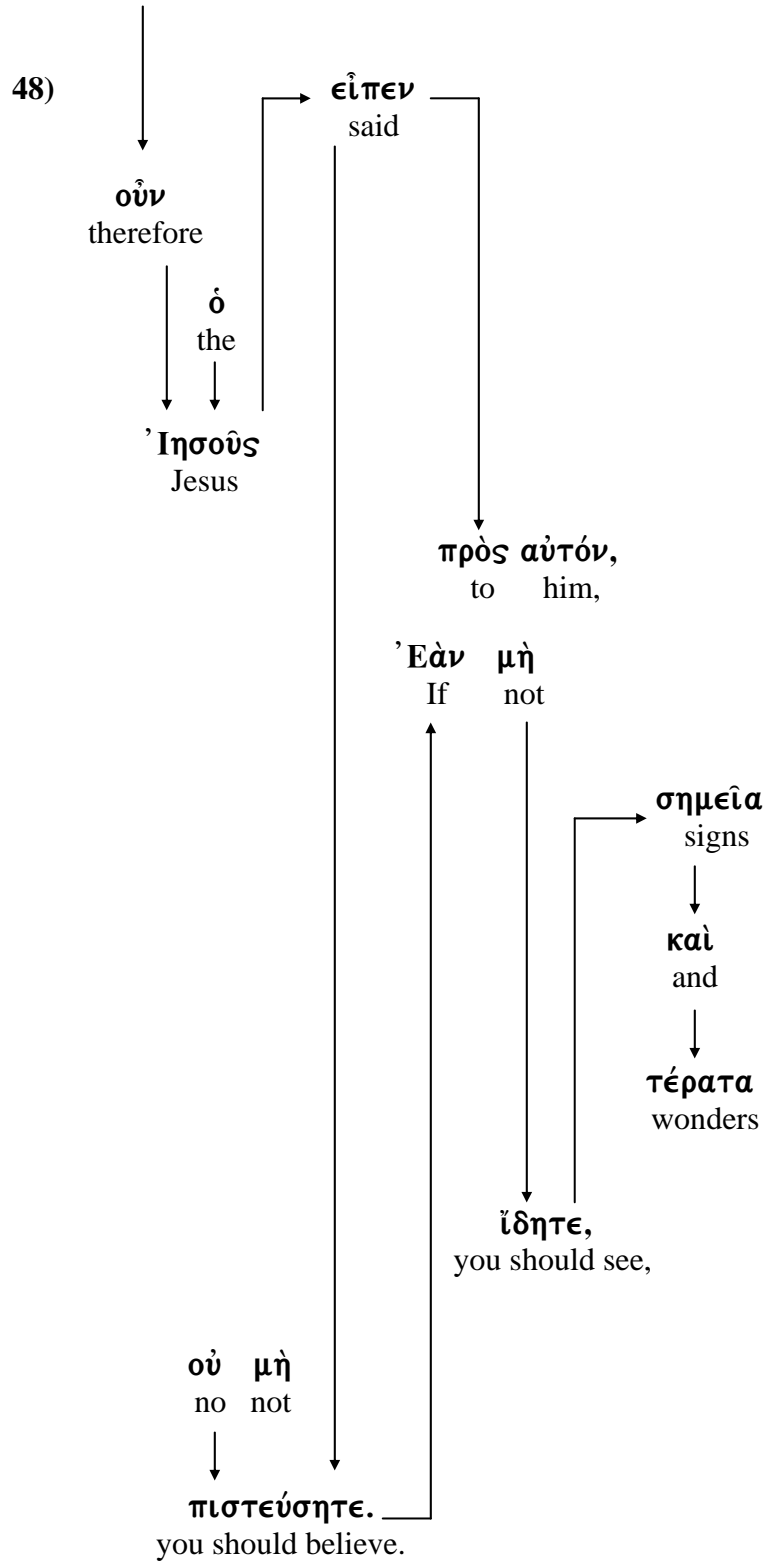 48)
εἶπεν
said
οὖν
therefore
ὁ
the
Ἰησοῦς
Jesus
πρὸς αὐτόν,
to him,
Ἐὰν μὴ
If not
σημεῖα
signs
καὶ
and
τέρατα
wonders
ἴδητε,
you should see,
οὐ μὴ
no not
πιστεύσητε.
you should believe.